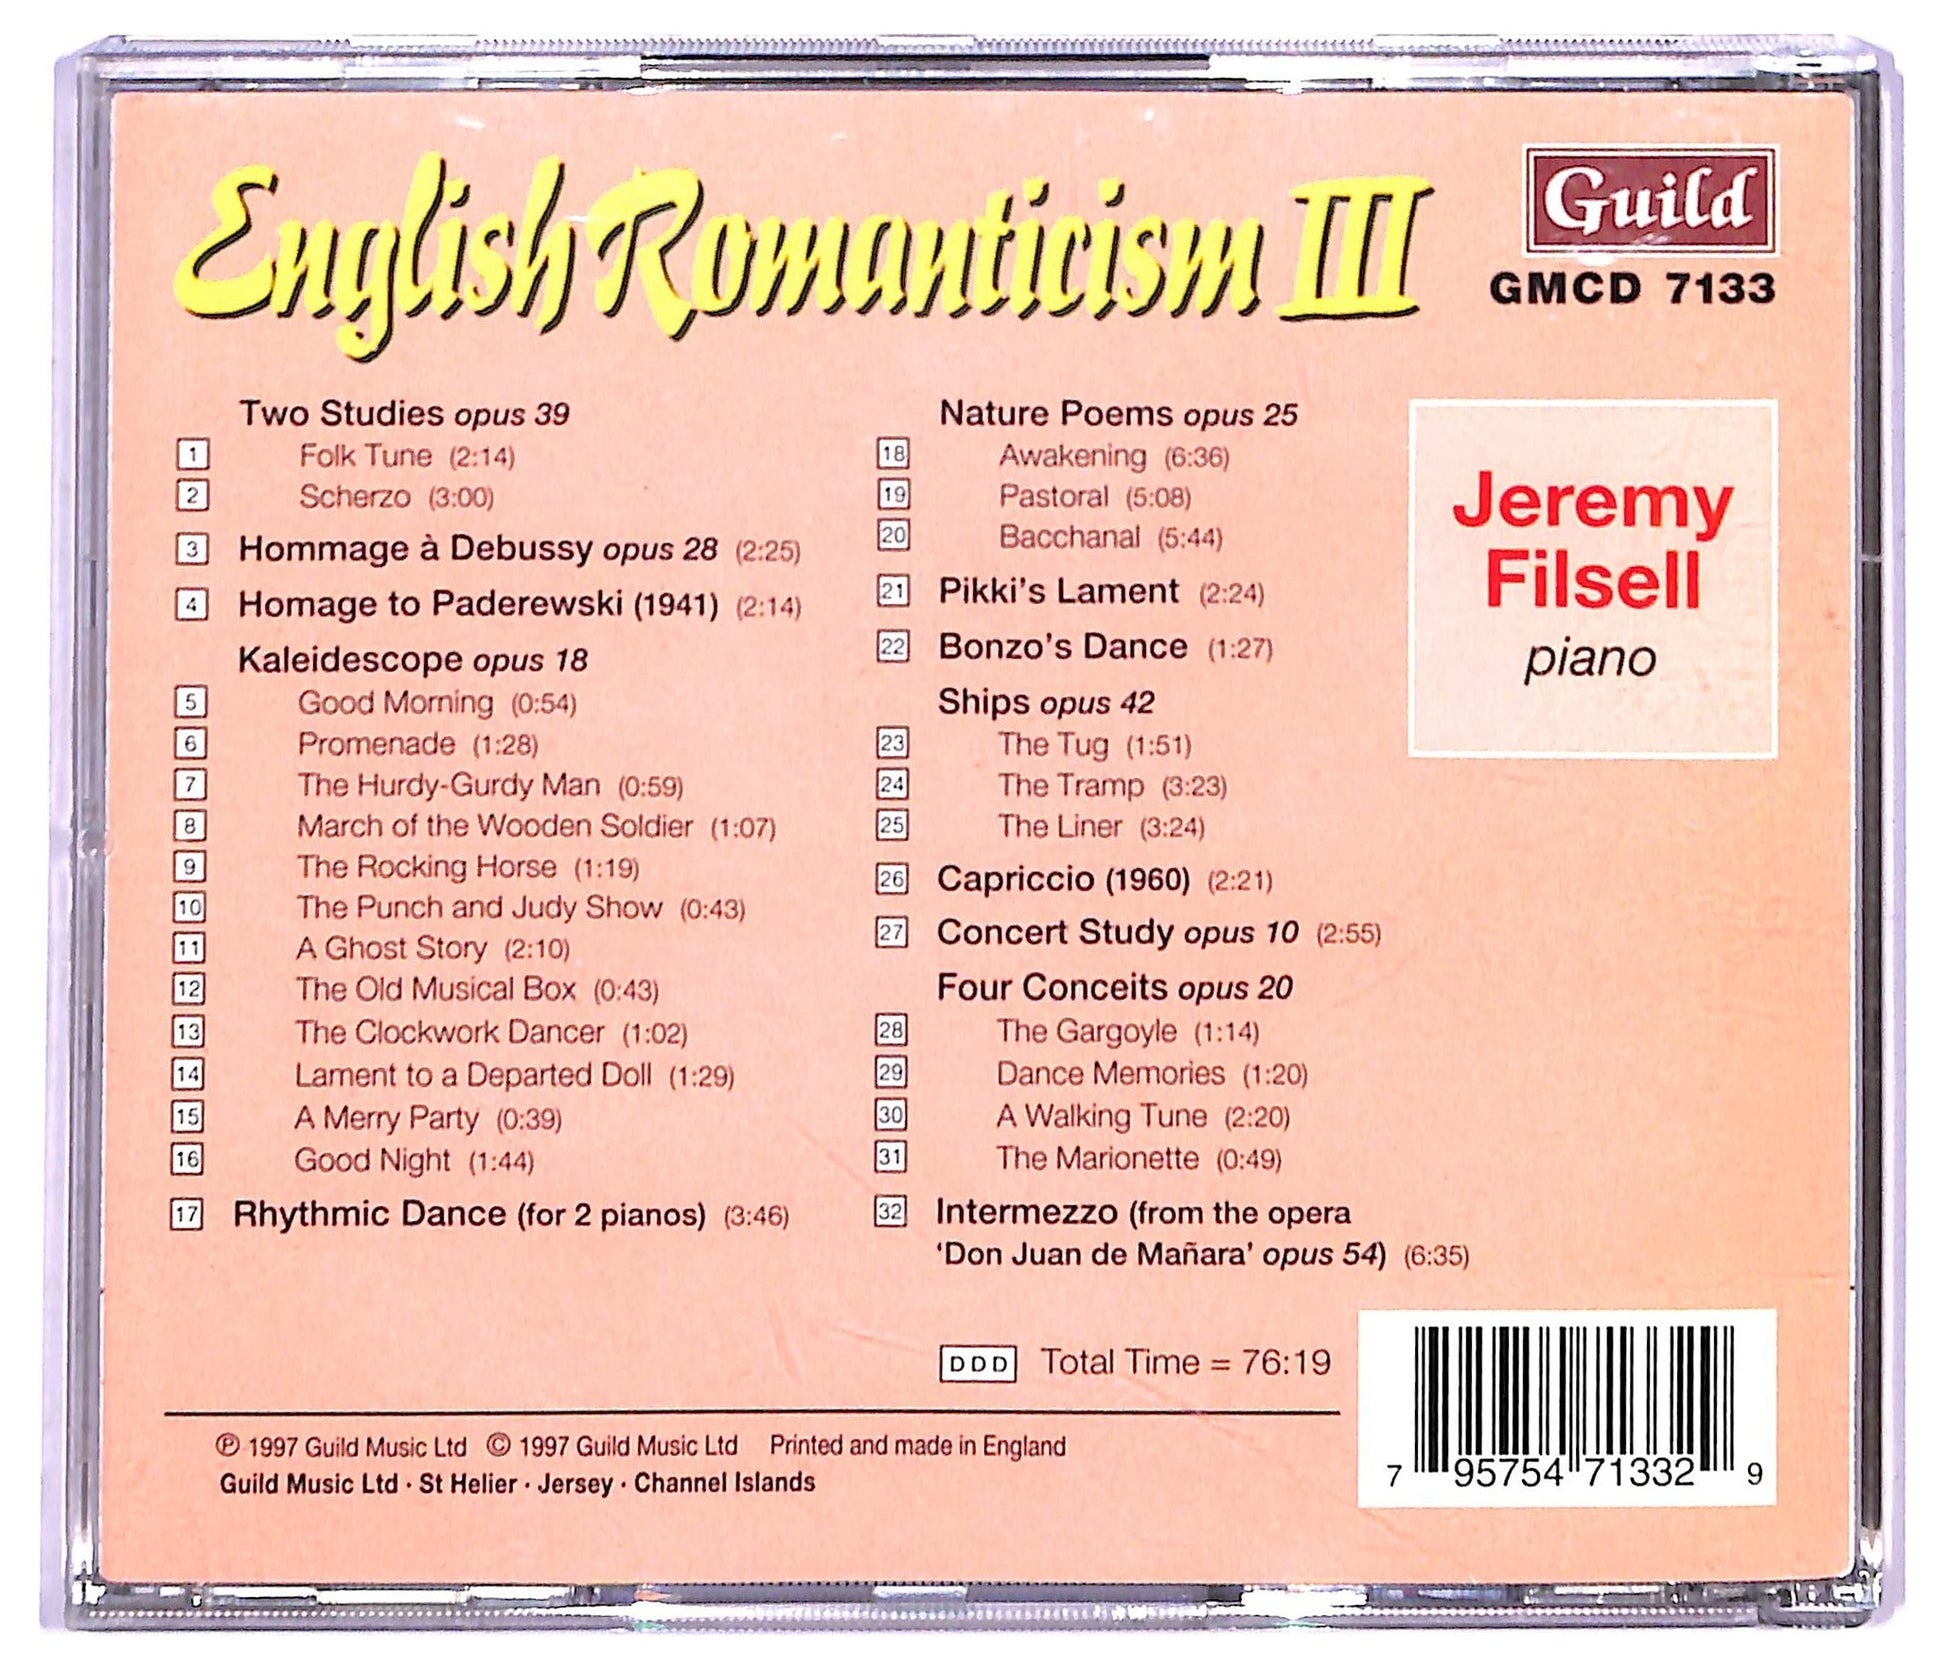 English Romanticism III
Guild
GMCD 7133
Two Studies opus 39
1 Folk Tune (2:14)
2 Scherzo (3:00)
3 Hommage à Debussy opus 28 (2:25)
4 Homage to Paderewski (1941) (2:14)
Kaleidescope opus 18
5 Good Morning (0:54)
6 Promenade (1:28)
7 The Hurdy-Gurdy Man (0:59)
8 March of the Wooden Soldier (1:07)
9 The Rocking Horse (1:19)
10 The Punch and Judy Show (0:43)
11 A Ghost Story (2:10)
12 The Old Musical Box (0:43)
13 The Clockwork Dancer (1:02)
14 Lament to a Departed Doll (1:29)
15 A Merry Party (0:39)
16 Good Night (1:44)
17 Rhythmic Dance (for 2 pianos) (3:46)
Nature Poems opus 25
18 Awakening (6:36)
19 Pastoral (5:08)
20 Bacchanal (5:44)
21 Pikki's Lament (2:24)
22 Bonzo's Dance (1:27)
Ships opus 42
23 The Tug (1:51)
24 The Tramp (3:23)
25 The Liner (3:24)
26 Capriccio (1960) (2:21)
27 Concert Study opus 10 (2:55)
Four Conceits opus 20
28 The Gargoyle (1:14)
29 Dance Memories (1:20)
30 A Walking Tune (2:20)
31 The Marionette (0:49)
32 Intermezzo (from the opera
'Don Juan de Mañara' opus 54) (6:35)
Jeremy
Filsell
piano
DDD Total Time = 76:19
℗ 1997 Guild Music Ltd © 1997 Guild Music Ltd Printed and made in England
Guild Music Ltd · St Helier · Jersey · Channel Islands
7 95754 71332 9